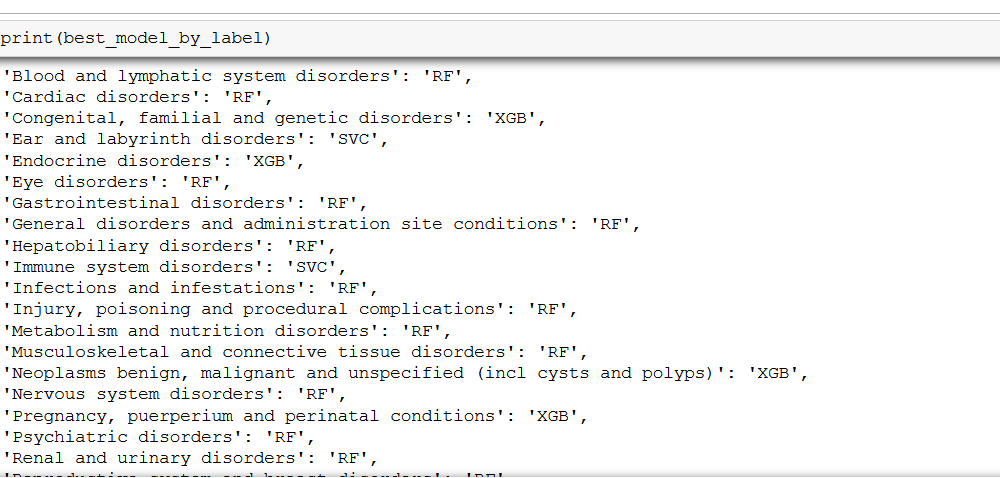 print(best_model_by_label)
'Blood and lymphatic system disorders': 'RF',
'Cardiac disorders': 'RF',
'Congenital, familial and genetic disorders': 'XGB',
'Ear and labyrinth disorders': 'SVC',
'Endocrine disorders': 'XGB',
'Eye disorders': 'RF',
'Gastrointestinal disorders': 'RF',
'General disorders and administration site conditions': 'RF',
'Hepatobiliary disorders': 'RF',
'Immune system disorders': 'SVC',
'Infections and infestations': 'RF',
'Injury, poisoning and procedural complications': 'RF',
'Metabolism and nutrition disorders': 'RF',
'Musculoskeletal and connective tissue disorders': 'RF',
'Neoplasms benign, malignant and unspecified (incl cysts and polyps)': 'XGB',
'Nervous system disorders': 'RF',
'Pregnancy, puerperium and perinatal conditions': 'XGB',
'Psychiatric disorders': 'RF',
'Renal and urinary disorders': 'RF',